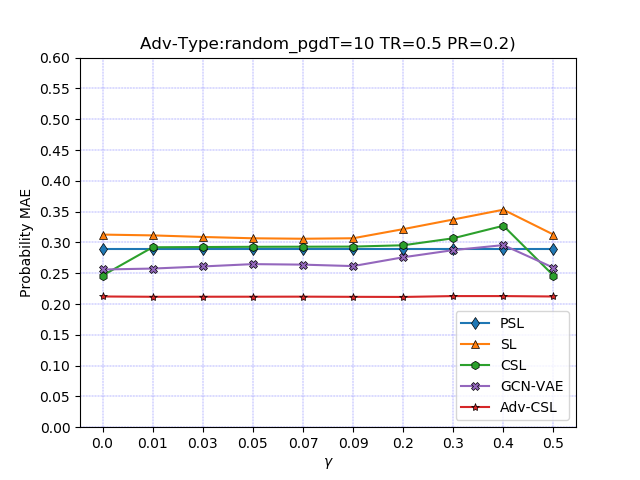 Adv-Type:random_pgdT=10 TR=0.5 PR=0.2)
Probability MAE
0.60
0.55
0.50
0.45
0.40
0.35
0.30
0.25
0.20
0.15
0.10
0.05
0.00
0.0 0.01 0.03 0.05 0.07 0.09 0.2 0.3 0.4 0.5
γ
PSL
SL
CSL
GCN-VAE
Adv-CSL